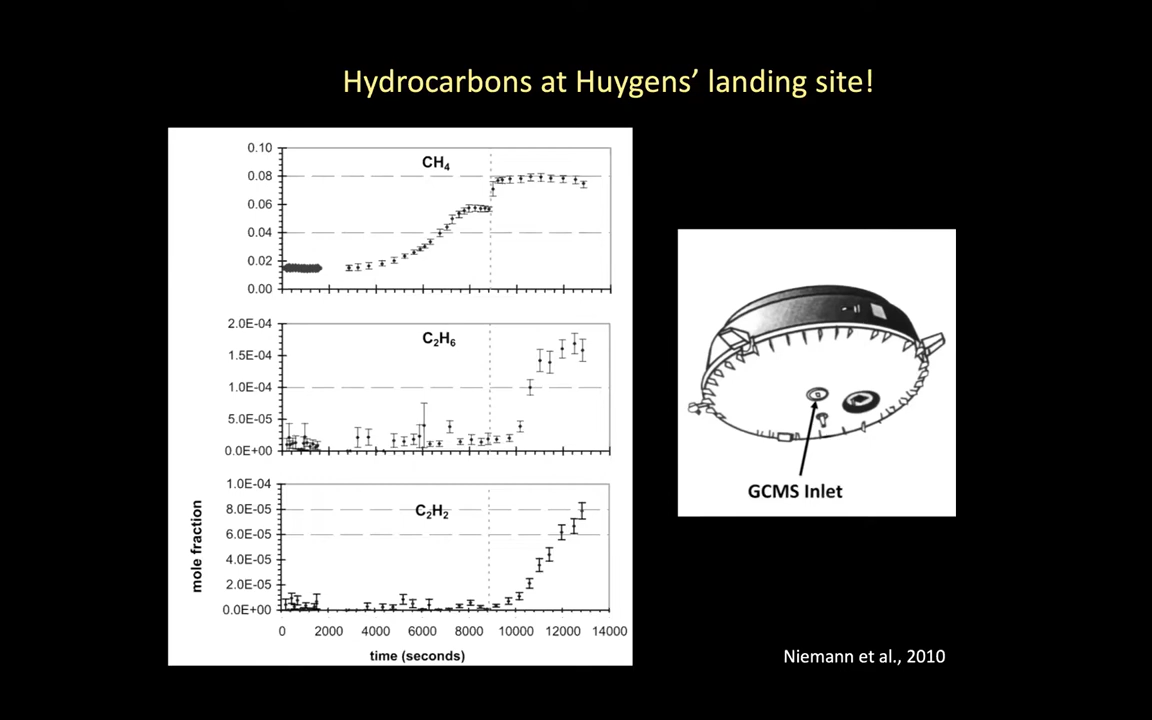 Hydrocarbons at Huygens’ landing site!
CH4
0.10
0.08
0.06
0.04
0.02
0.00
C2H6
2.0E-04
1.5E-04
1.0E-04
5.0E-05
0.0E+00
C2H2
1.0E-04
8.0E-05
6.0E-05
4.0E-05
2.0E-05
0.0E+00
mole fraction
0 2000 4000 6000 8000 10000 12000 14000
time (seconds)
GCMS Inlet
Niemann et al., 2010